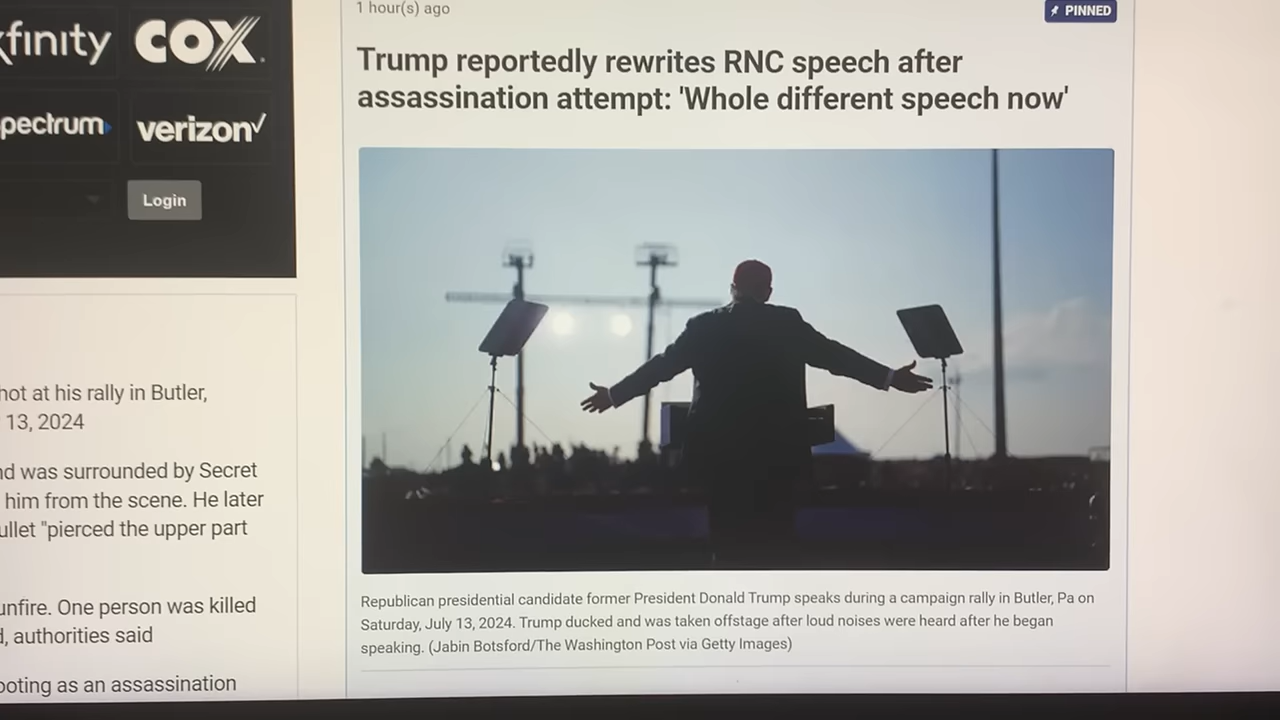 xfinity
COX
spectrum
verizon
Login
hot at his rally in Butler,
13, 2024
nd was surrounded by Secret
him from the scene. He later
ullet "pierced the upper part
unfire. One person was killed
d, authorities said
ooting as an assassination
1 hour(s) ago
PINNED
Trump reportedly rewrites RNC speech after
assassination attempt: 'Whole different speech now'
Republican presidential candidate former President Donald Trump speaks during a campaign rally in Butler, Pa on
Saturday, July 13, 2024. Trump ducked and was taken offstage after loud noises were heard after he began
speaking. (Jabin Botsford/The Washington Post via Getty Images)